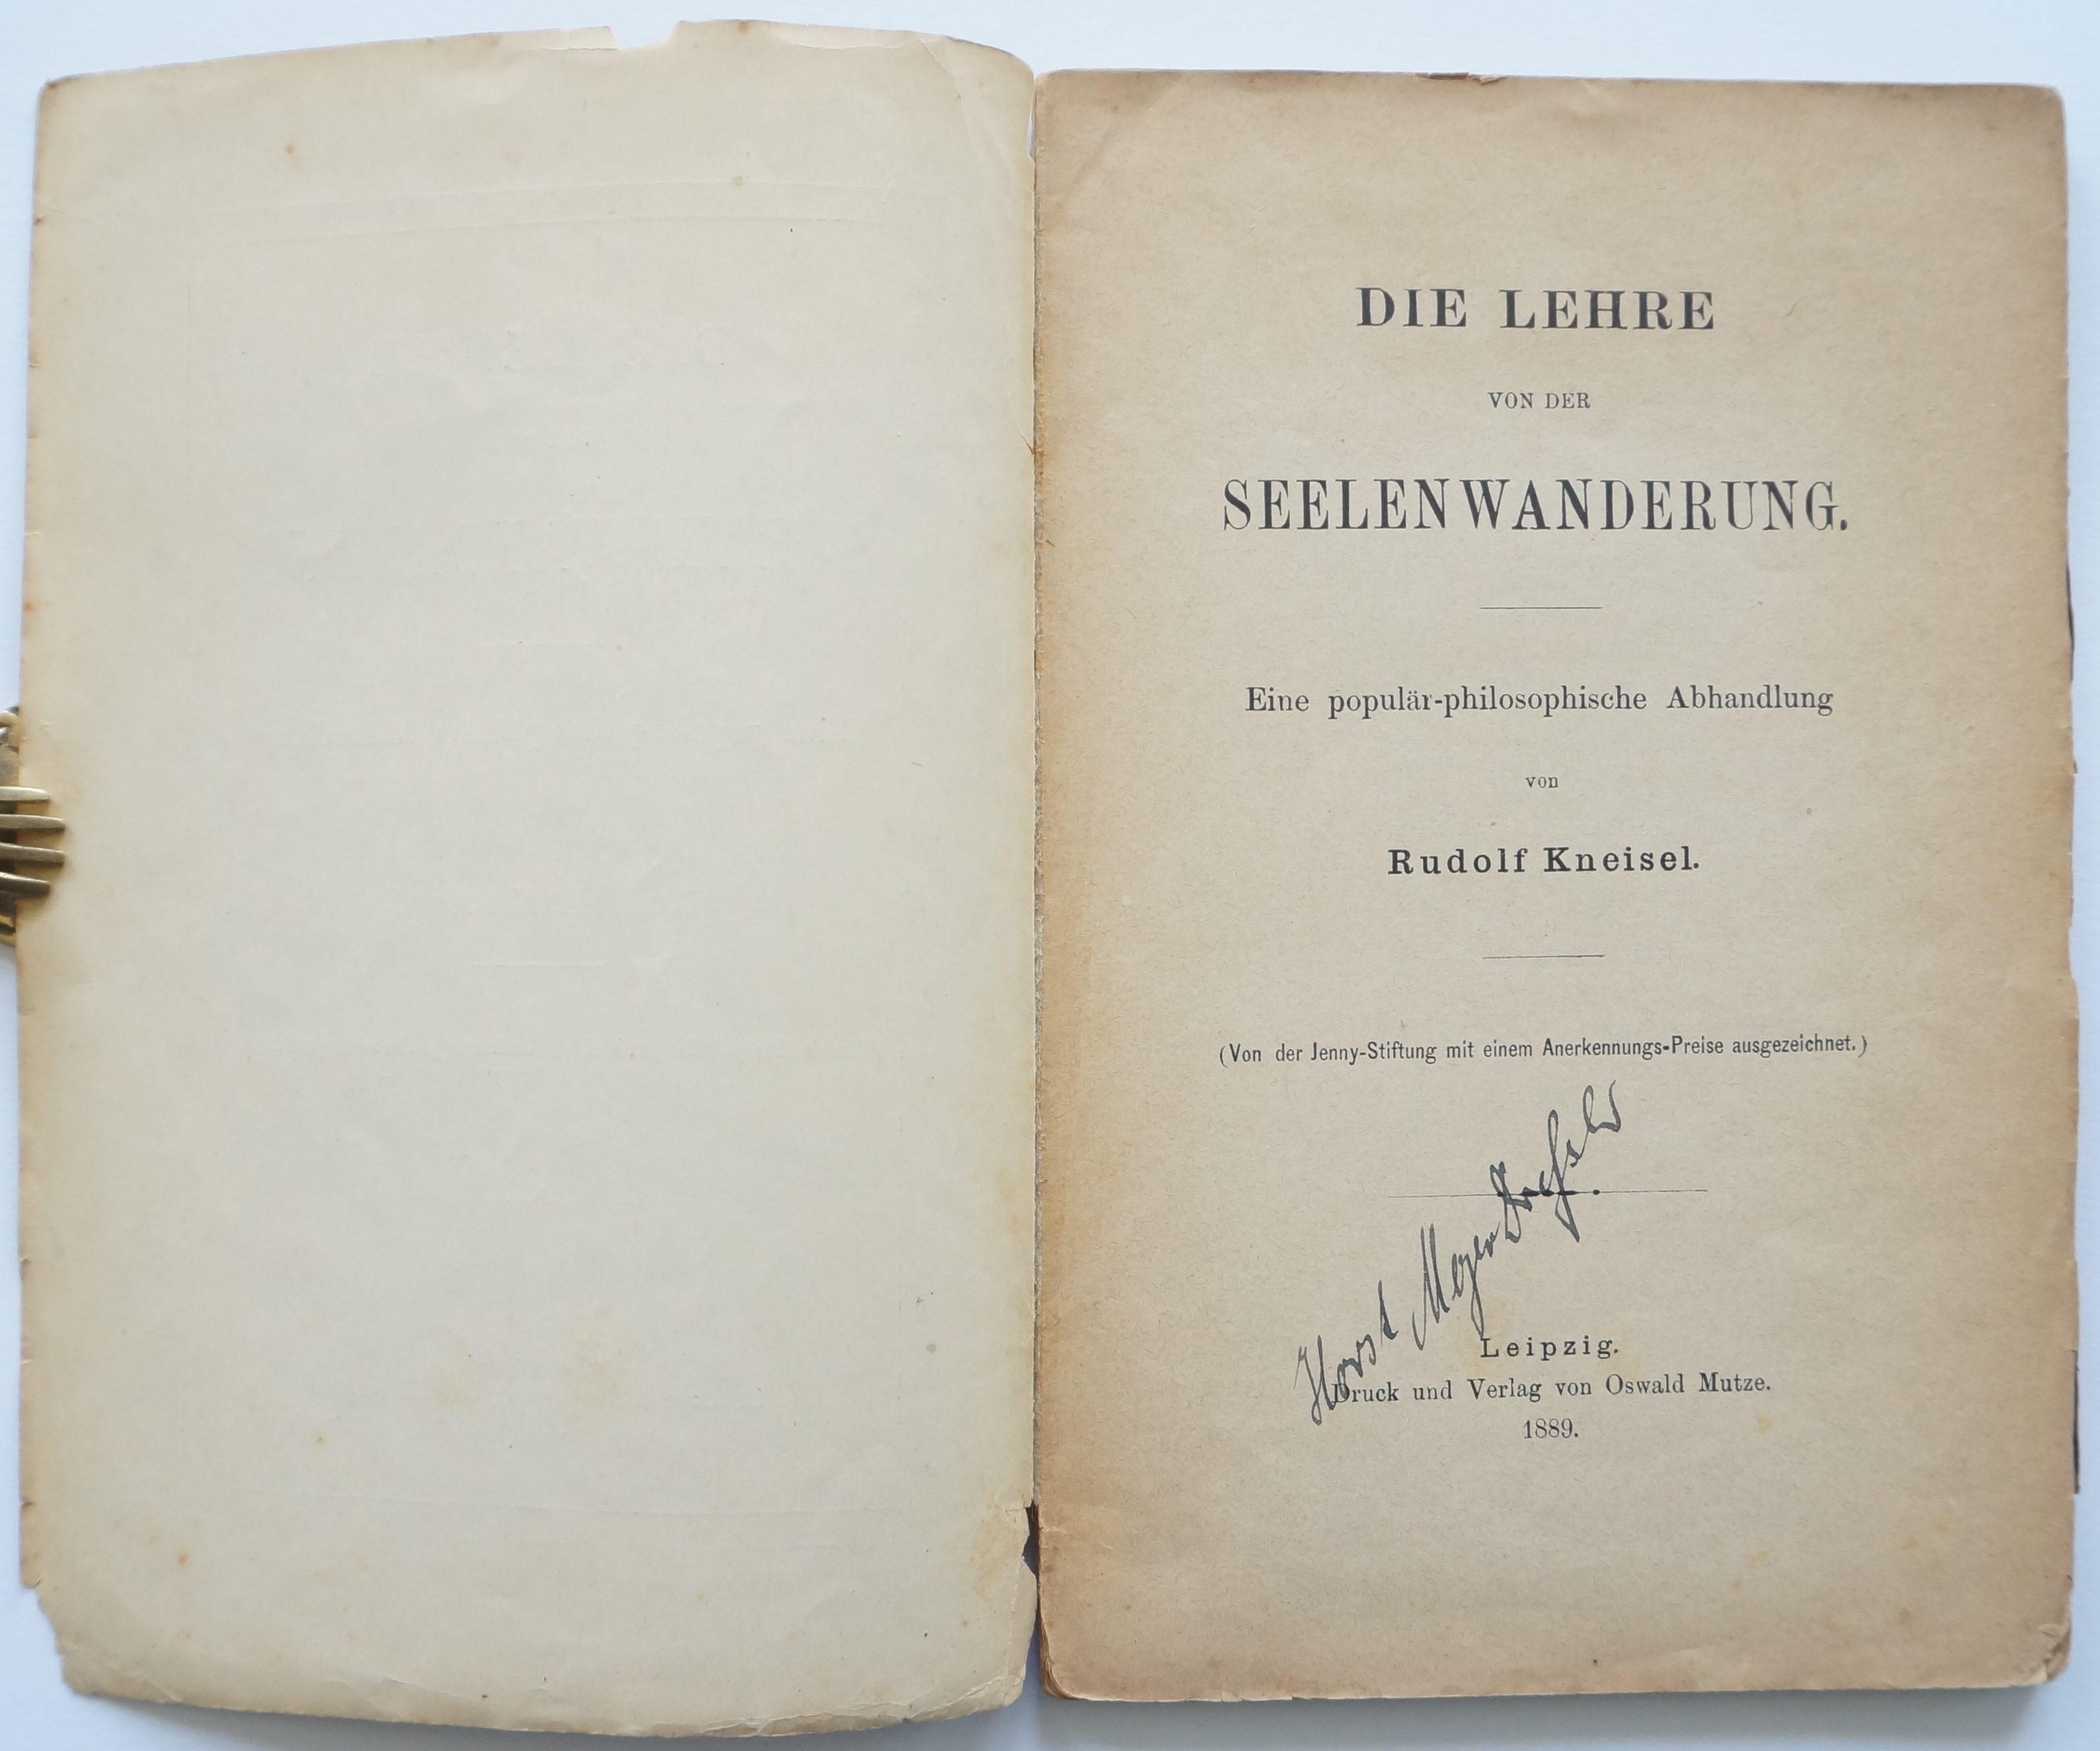 DIE LEHRE
VON DER
SEELENWANDERUNG.
Eine populär-philosophische Abhandlung
von
Rudolf Kneisel.
(Von der Jenny-Stiftung mit einem Anerkennungs-Preise ausgezeichnet.)
Horst Meyer
Leipzig.
Druck und Verlag von Oswald Mutze.
1889.